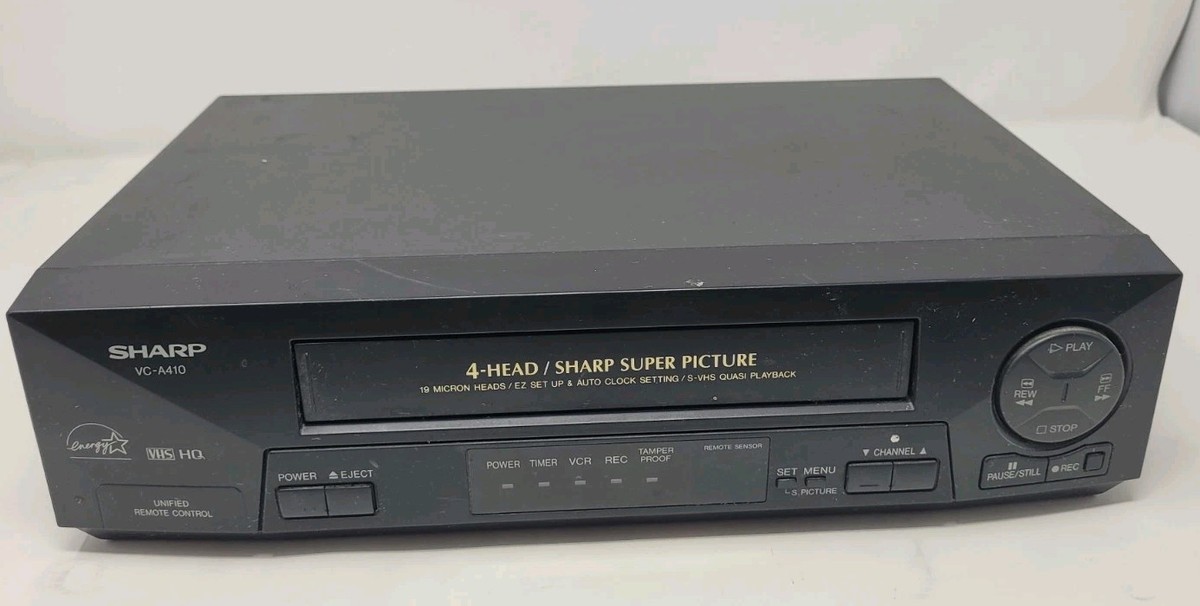 SHARP
VC-A410
4-HEAD / SHARP SUPER PICTURE
19 MICRON HEADS / EZ SET UP & AUTO CLOCK SETTING / S-VHS QUASI PLAYBACK
PLAY
REW
FF
STOP
energy
VHS HQ
UNIFIED
REMOTE CONTROL
POWER
EJECT
POWER
TIMER
VCR
REC
TAMPER
PROOF
REMOTE SENSOR
SET MENU
S.PICTURE
▼ CHANNEL ▲
PAUSE/STILL
REC